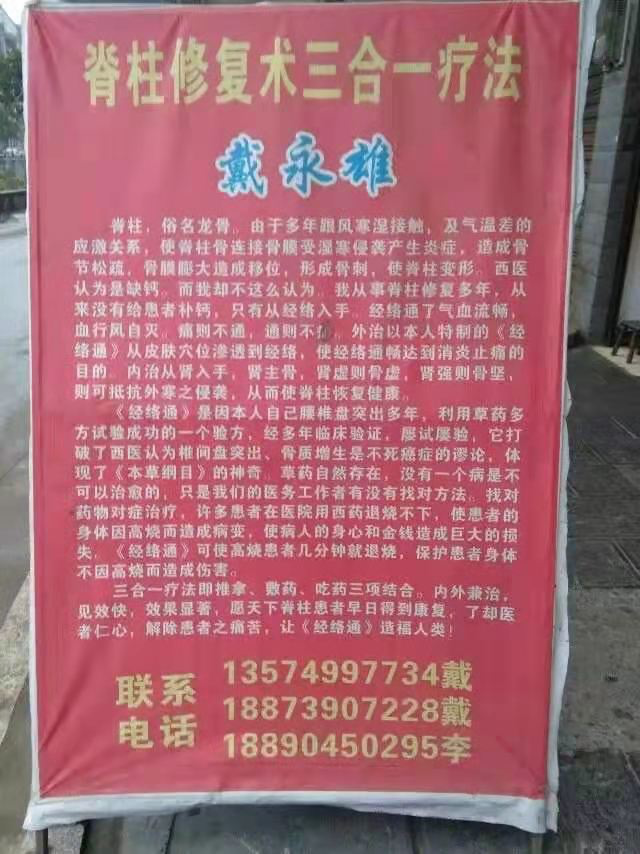 脊柱修复术三合一疗法
戴永雄
脊柱，俗名龙骨。由于多年跟风寒湿接触，及气温差的
应激关系，使脊柱骨连接骨膜受湿寒侵袭产生炎症，造成骨
节松疏，骨膜膨大造成移位，形成骨刺，使脊柱变形。西医
认为是缺钙。而我却不这么认为。我从事脊柱修复多年，从
来没有给患者补钙，只有从经络入手。经络通了气血流畅，
血行风自灭。痛则不通，通则不痛。外治以本人特制的《经
络通》从皮肤穴位渗透到经络，使经络通畅达到消炎止痛的
目的。内治从肾入手，肾主骨，肾虚则骨虚，肾强则骨坚，
则可抵抗外寒之侵袭，从而使脊柱恢复健康。
《经络通》是因本人自己腰椎盘突出多年，利用草药多
方试验成功的一个验方，经多年临床验证，屡试屡验，它打
破了西医认为椎间盘突出、骨质增生是不死癌症的谬论，体
现了《本草纲目》的神奇。草药自然存在，没有一个病是不
可以治愈的，只是我们的医务工作者有没有找对方法。找对
药物对症治疗，许多患者在医院用西药退烧不下，使患者的
身体因高烧而造成病变，使病人的身心和金钱造成巨大的损
失，《经络通》可使高烧患者几分钟就退烧，保护患者身体
不因高烧而造成伤害。
三合一疗法即推拿、敷药、吃药三项结合。内外兼治，
见效快，效果显著，愿天下脊柱患者早日得到康复，了却医
者仁心，解除患者之痛苦，让《经络通》造福人类！
联系电话
13574997734戴
18873907228戴
18890450295李